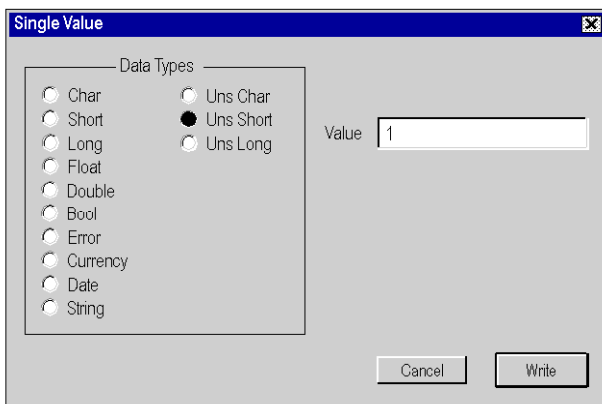 Single Value
Data Types
Char
Short
Long
Float
Double
Bool
Error
Currency
Date
String
Uns Char
Uns Short
Uns Long
Value 1
Cancel Write